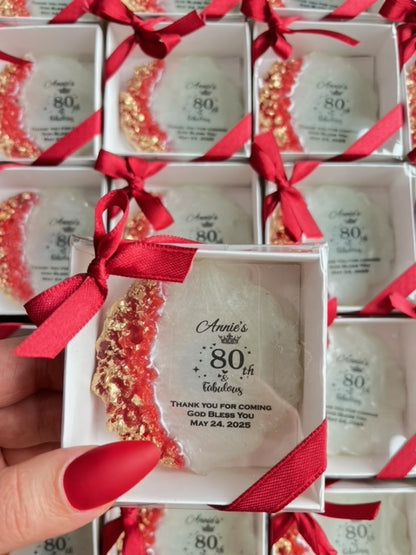 Annie's
80th
&
Fabulous
Thank you for coming
God Bless You
May 24, 2025